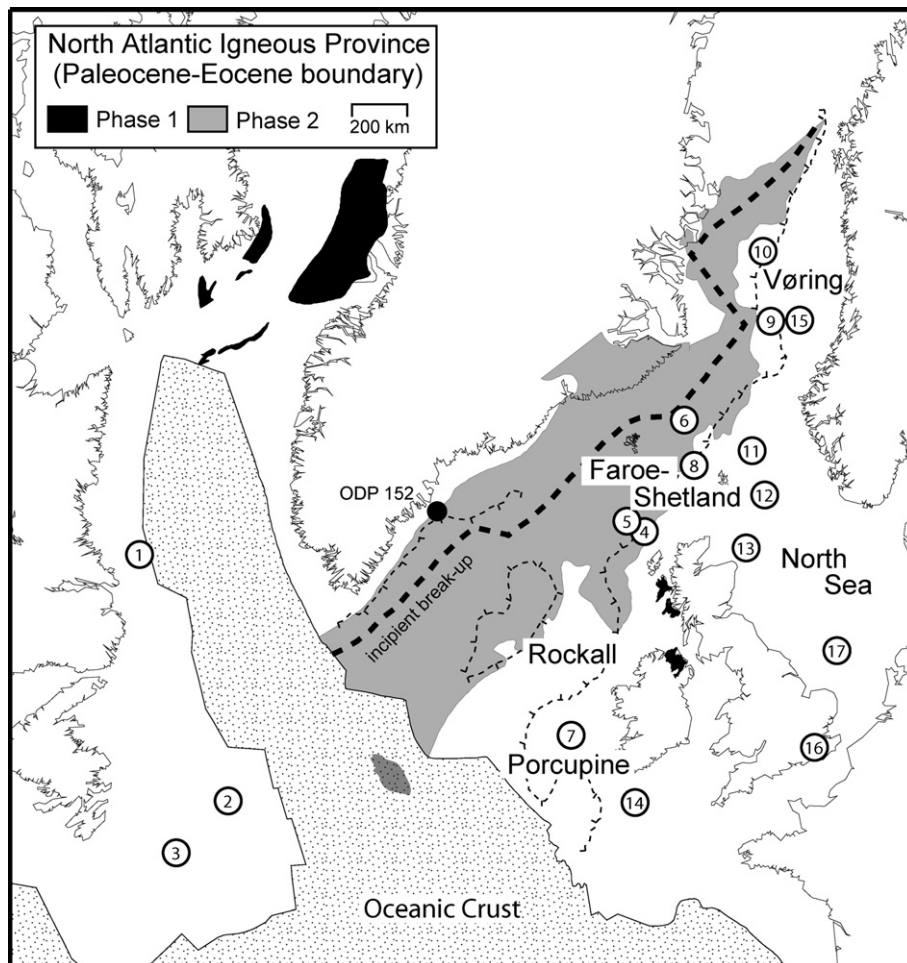 North Atlantic Igneous Province
(Paleocene-Eocene boundary)
Phase 1 Phase 2 200 km
10
Vøring
9 15
6
11
8
Faroe-
Shetland
12
ODP 152
5
4
13
1
North
Sea
incipient break-up
17
Rockall
7
16
Porcupine
2
14
3
Oceanic Crust